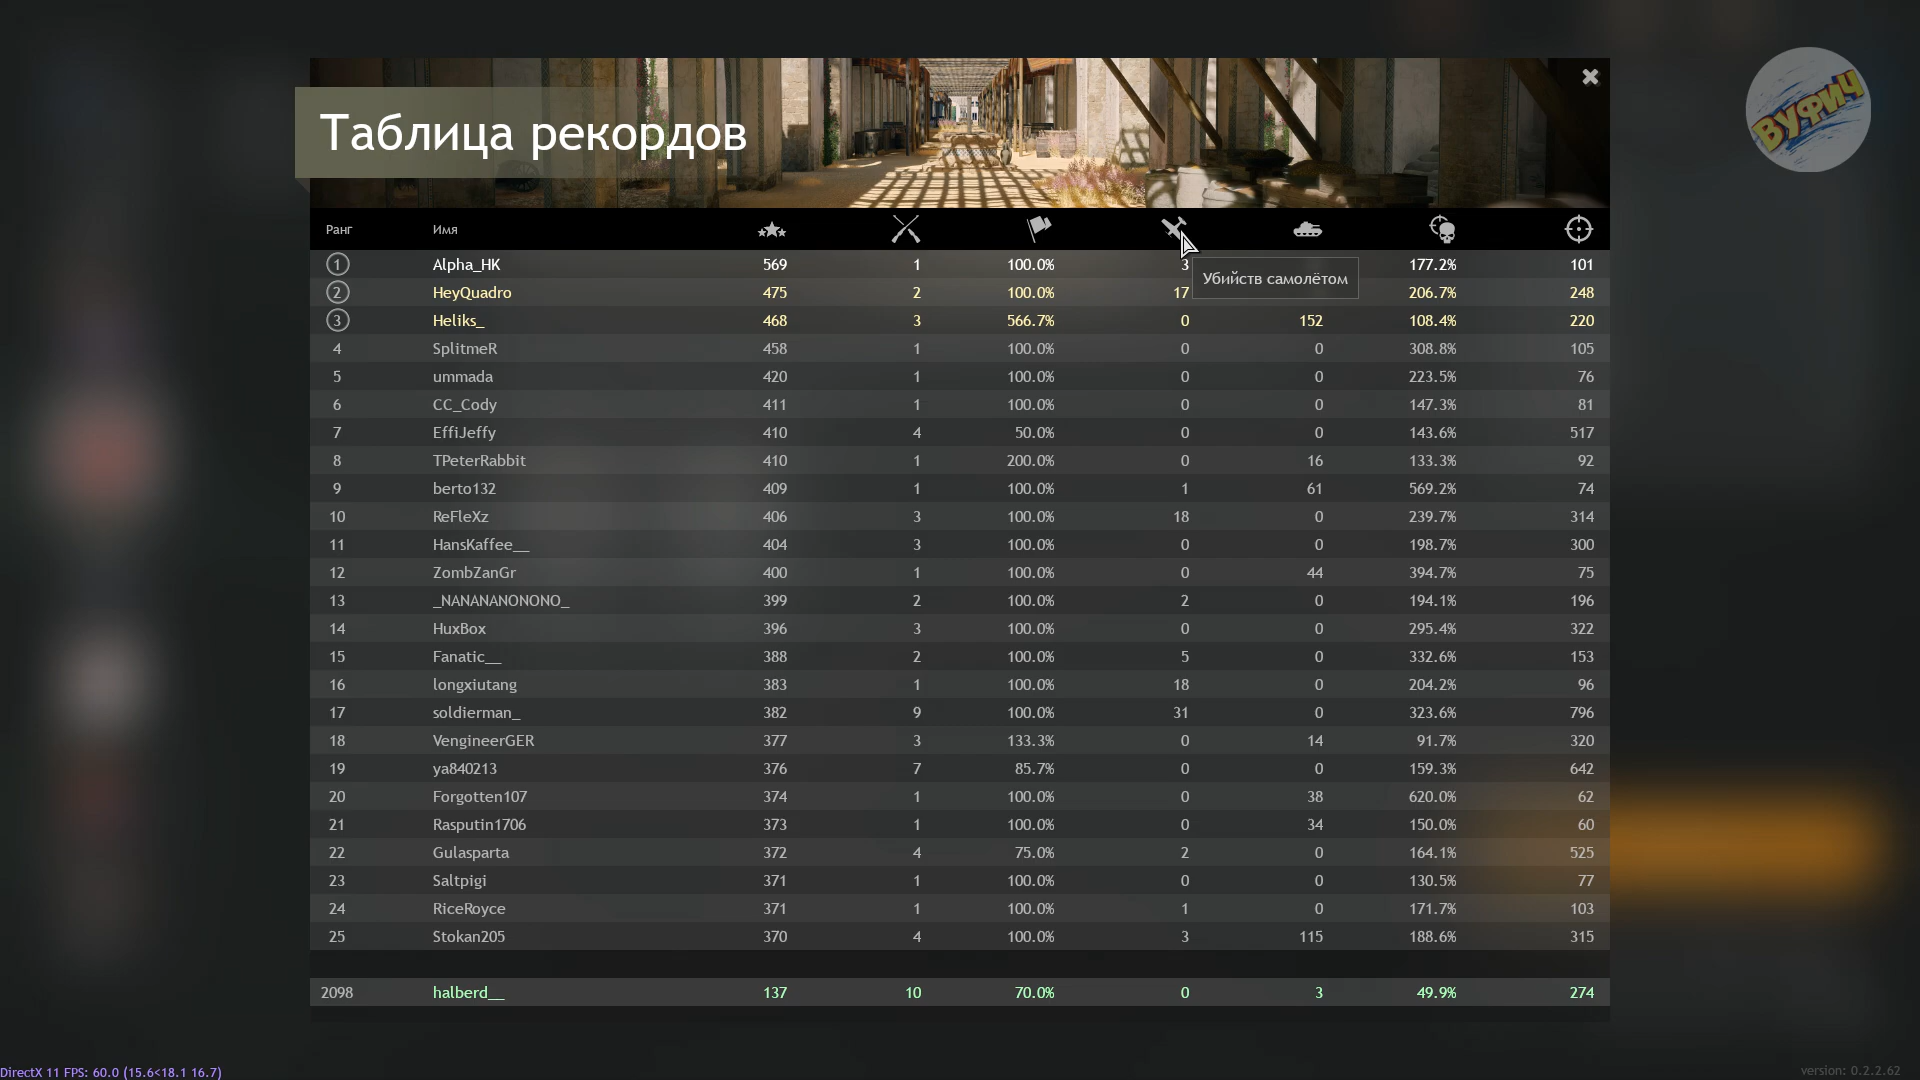 Таблица рекордов
ВУФИЧ
Ранг Имя
1 Alpha_HK 569 1 100.0% 3 177.2% 101
Убийств самолётом
2 HeyQuadro 475 2 100.0% 17 206.7% 248
3 Heliks_ 468 3 566.7% 0 152 108.4% 220
4 SplitmeR 458 1 100.0% 0 0 308.8% 105
5 ummada 420 1 100.0% 0 0 223.5% 76
6 CC_Cody 411 1 100.0% 0 0 147.3% 81
7 EffiJeffy 410 4 50.0% 0 0 143.6% 517
8 TPeterRabbit 410 1 200.0% 0 16 133.3% 92
9 berto132 409 1 100.0% 1 61 569.2% 74
10 ReFleXz 406 3 100.0% 18 0 239.7% 314
11 HansKaffee__ 404 3 100.0% 0 0 198.7% 300
12 ZombZanGr 400 1 100.0% 0 44 394.7% 75
13 _NANANANONONO_ 399 2 100.0% 2 0 194.1% 196
14 HuxBox 396 3 100.0% 0 0 295.4% 322
15 Fanatic__ 388 2 100.0% 5 0 332.6% 153
16 longxiutang 383 1 100.0% 18 0 204.2% 96
17 soldierman_ 382 9 100.0% 31 0 323.6% 796
18 VengineerGER 377 3 133.3% 0 14 91.7% 320
19 ya840213 376 7 85.7% 0 0 159.3% 642
20 Forgotten107 374 1 100.0% 0 38 620.0% 62
21 Rasputin1706 373 1 100.0% 0 34 150.0% 60
22 Gulasparta 372 4 75.0% 2 0 164.1% 525
23 Saltpigi 371 1 100.0% 0 0 130.5% 77
24 RiceRoyce 371 1 100.0% 1 0 171.7% 103
25 Stokan205 370 4 100.0% 3 115 188.6% 315
2098 halberd__ 137 10 70.0% 0 3 49.9% 274
DirectX 11 FPS: 60.0 (15.6<18.1 16.7)
version: 0.2.2.62